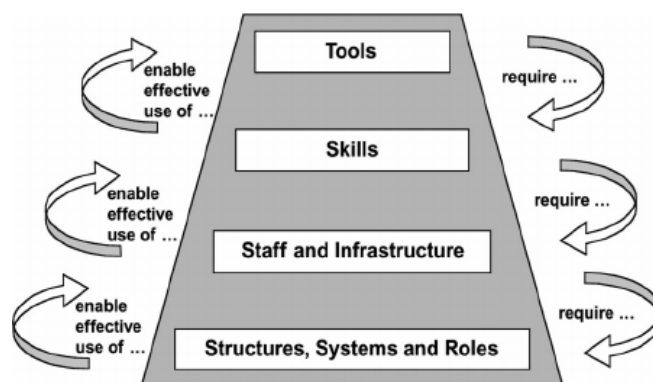 Tools
enable
effective
use of ...
require ...
Skills
enable
effective
use of ...
require ...
Staff and Infrastructure
enable
effective
use of ...
require ...
Structures, Systems and Roles